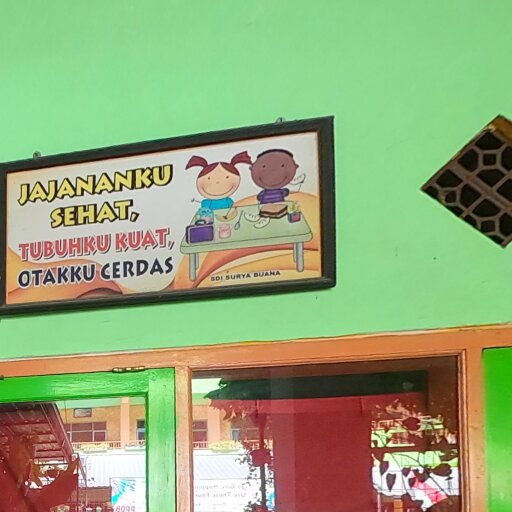 JAJANANKU
SEHAT,
TUBUHKU KUAT,
OTAKKU CERDAS
SDI SURYA BUANA